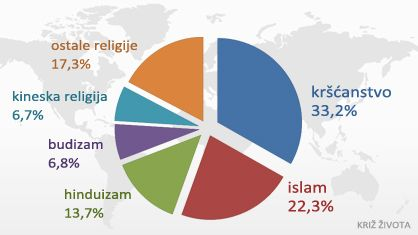 ostale religije
17,3%
kršćanstvo
33,2%
kineska religija
6,7%
budizam
6,8%
hinduizam
13,7%
islam
22,3%
KRIŽ ŽIVOTA